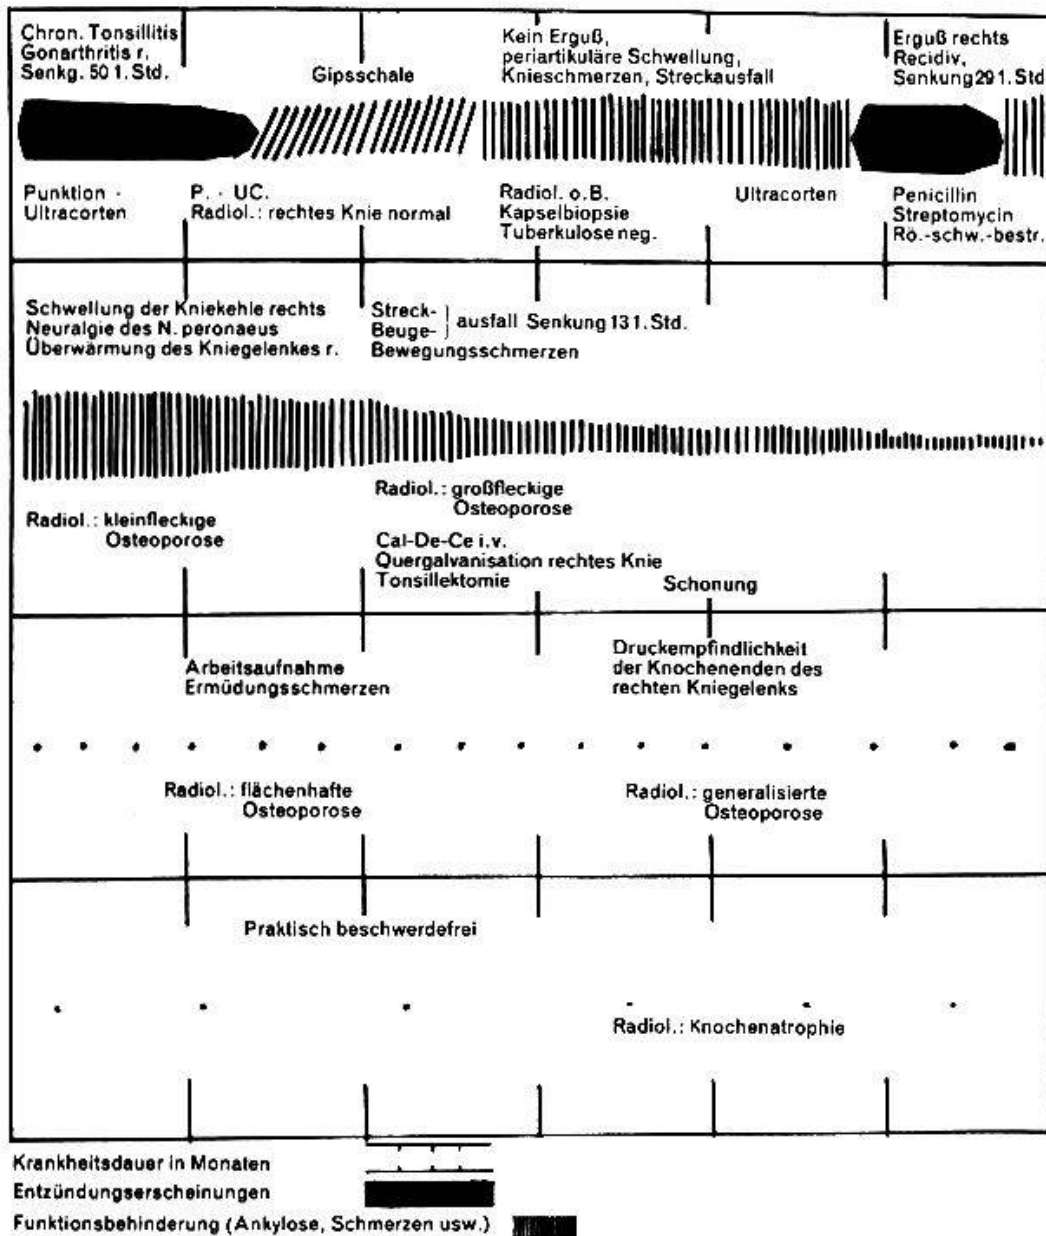 Chron. Tonsillitis
Gonarthritis r.
Senkg. 50 1. Std.
Gipsschale
Kein Erguß,
periartikuläre Schwellung,
Knieschmerzen, Streckausfall
Erguß rechts
Recidiv,
Senkung 29 1. Std
Punktion -
Ultracorten
P. - UC.
Radiol.: rechtes Knie normal
Radiol. o.B.
Kapselbiopsie
Tuberkulose neg.
Ultracorten
Penicillin
Streptomycin
Rö.-schw.-bestr.
Schwellung der Kniekehle rechts
Neuralgie des N. peronaeus
Überwärmung des Kniegelenkes r.
Streck-
Beuge- } ausfall Senkung 13 1. Std.
Bewegungsschmerzen
Radiol.: kleinfleckige
Osteoporose
Radiol.: großfleckige
Osteoporose
Cal-De-Ce i.v.
Quergalvanisation rechtes Knie
Tonsillektomie
Schonung
Arbeitsaufnahme
Ermüdungsschmerzen
Druckempfindlichkeit
der Knochenenden des
rechten Kniegelenks
Radiol.: flächenhafte
Osteoporose
Radiol.: generalisierte
Osteoporose
Praktisch beschwerdefrei
Radiol.: Knochenatrophie
Krankheitsdauer in Monaten
Entzündungserscheinungen
Funktionsbehinderung (Ankylose, Schmerzen usw.)